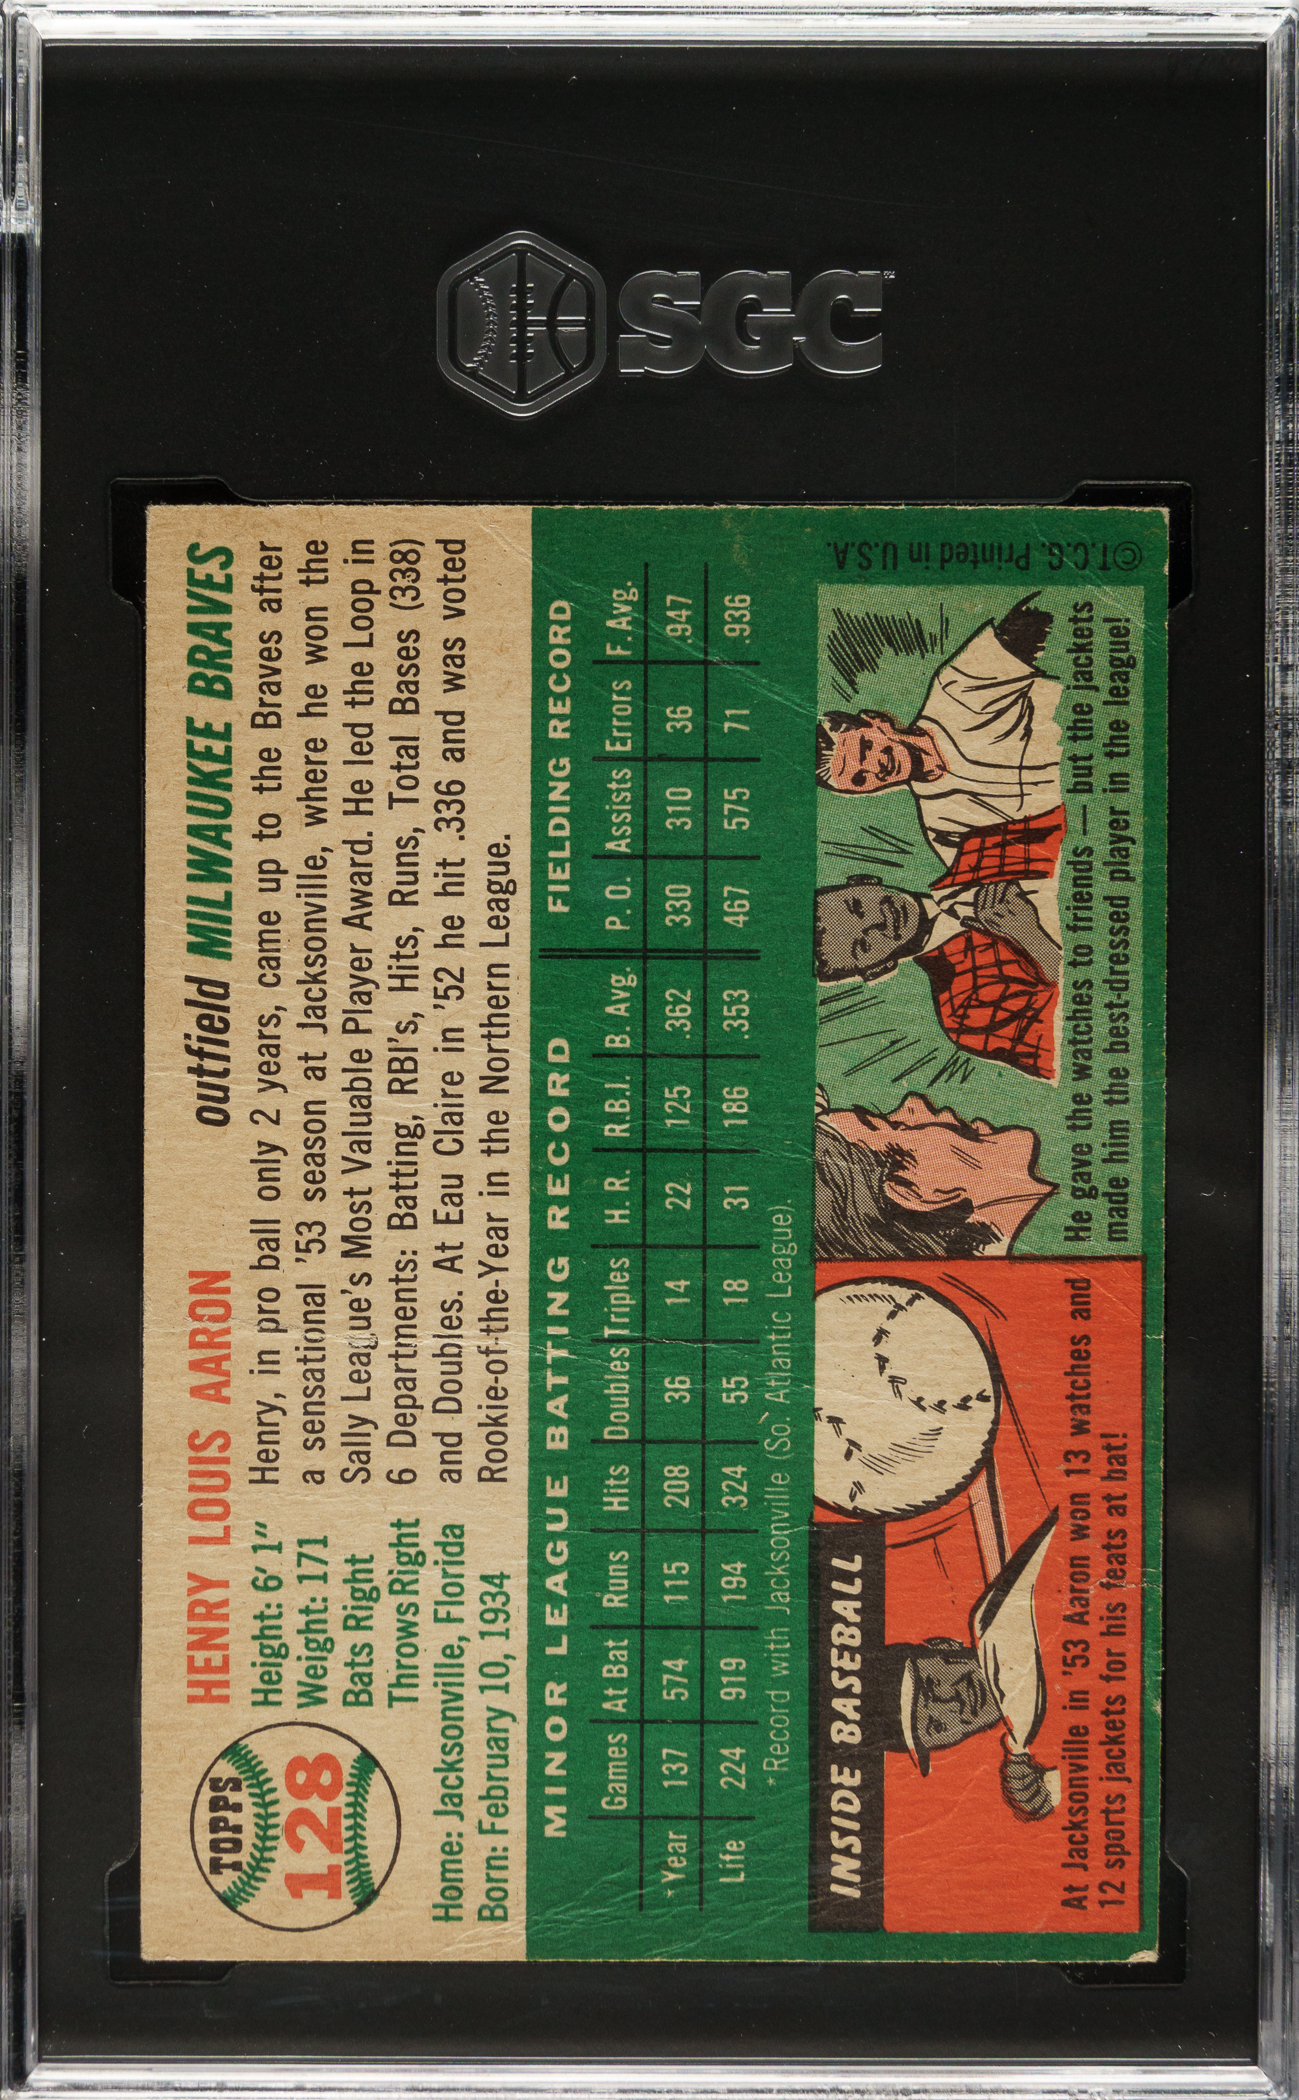 SGC
TOPPS
128
HENRY LOUIS AARON
outfield MILWAUKEE BRAVES
Height: 6' 1"
Weight: 171
Bats Right
Throws Right
Home: Jacksonville, Florida
Born: February 10, 1934
Henry, in pro ball only 2 years, came up to the Braves after
a sensational '53 season at Jacksonville, where he won the
Sally League's Most Valuable Player Award. He led the Loop in
6 Departments: Batting, RBI's, Hits, Runs, Total Bases (338)
and Doubles. At Eau Claire in '52 he hit .336 and was voted
Rookie-of-the-Year in the Northern League.
MINOR LEAGUE BATTING RECORD FIELDING RECORD
Games At Bat Runs Hits Doubles Triples H. R. R.B.I. B. Avg. P. O. Assists Errors F. Avg.
*Year 137 574 115 208 36 14 22 125 .362 330 310 36 .947
Life 224 919 194 324 55 18 31 186 .353 467 575 71 .936
*Record with Jacksonville (So. Atlantic League).
INSIDE BASEBALL
At Jacksonville in '53 Aaron won 13 watches and
12 sports jackets for his feats at bat!
He gave the watches to friends — but the jackets
made him the best-dressed player in the league!
©T.C.G. Printed in U.S.A.